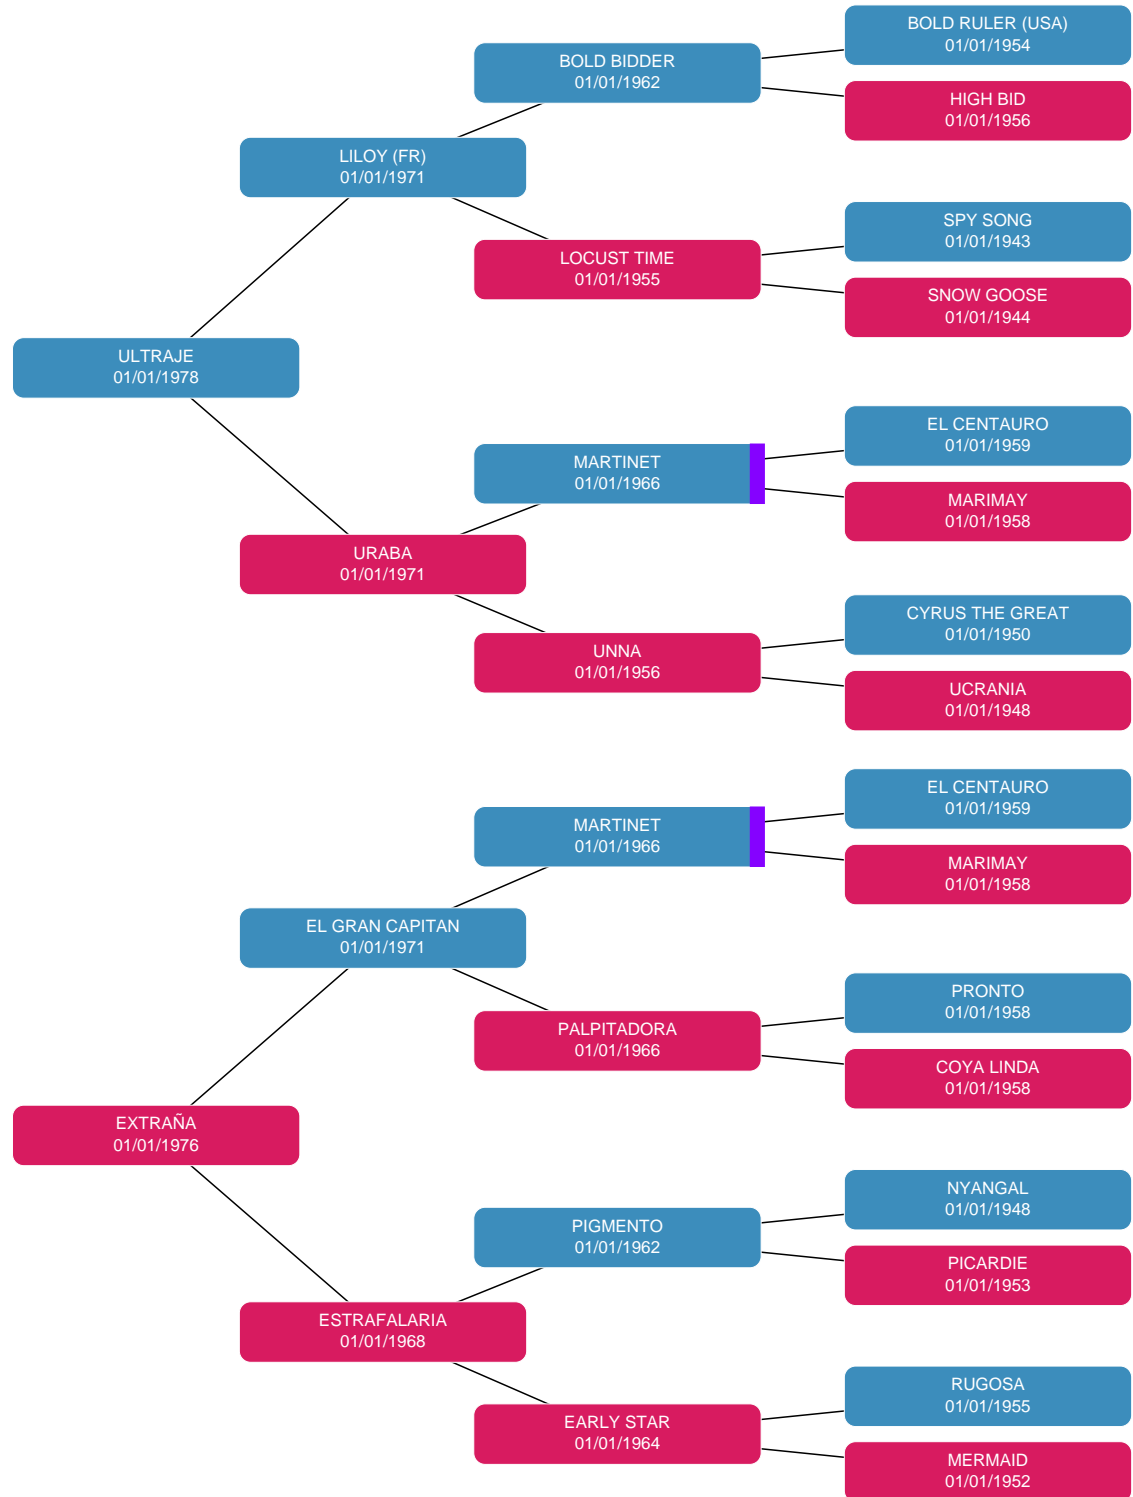 BOLD RULER (USA)
01/01/1954
BOLD BIDDER
01/01/1962
HIGH BID
01/01/1956
LILOY (FR)
01/01/1971
SPY SONG
01/01/1943
LOCUST TIME
01/01/1955
SNOW GOOSE
01/01/1944
ULTRAJE
01/01/1978
EL CENTAURO
01/01/1959
MARTINET
01/01/1966
MARIMAY
01/01/1958
URABA
01/01/1971
CYRUS THE GREAT
01/01/1950
UNNA
01/01/1956
UCRANIA
01/01/1948
EL CENTAURO
01/01/1959
MARTINET
01/01/1966
MARIMAY
01/01/1958
EL GRAN CAPITAN
01/01/1971
PRONTO
01/01/1958
PALPITADORA
01/01/1966
COYA LINDA
01/01/1958
EXTRAÑA
01/01/1976
NYANGAL
01/01/1948
PIGMENTO
01/01/1962
PICARDIE
01/01/1953
ESTRAFALARIA
01/01/1968
RUGOSA
01/01/1955
EARLY STAR
01/01/1964
MERMAID
01/01/1952